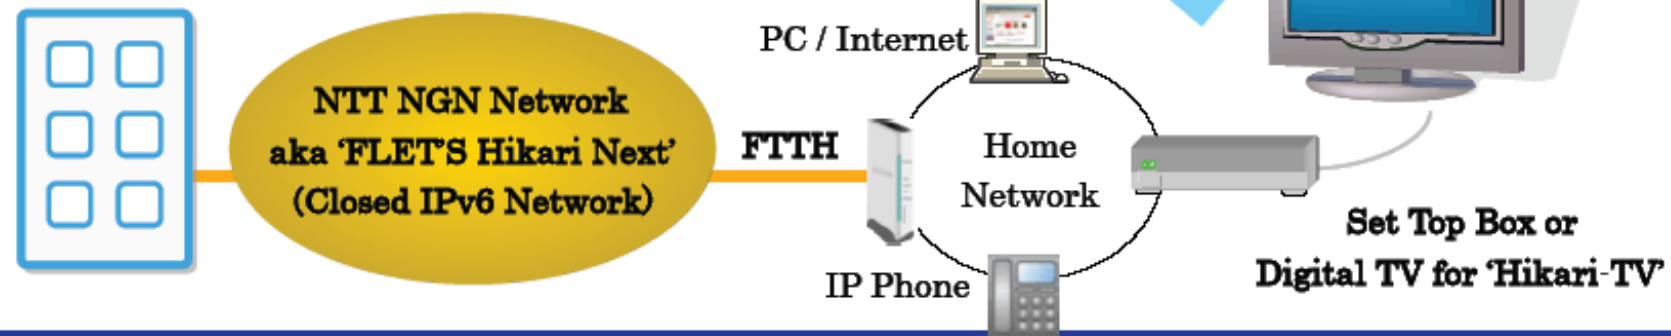 PC / Internet
NTT NGN Network
aka ‘FLET’S Hikari Next’
(Closed IPv6 Network)
FTTH
Home
Network
Set Top Box or
Digital TV for ‘Hikari-TV’
IP Phone